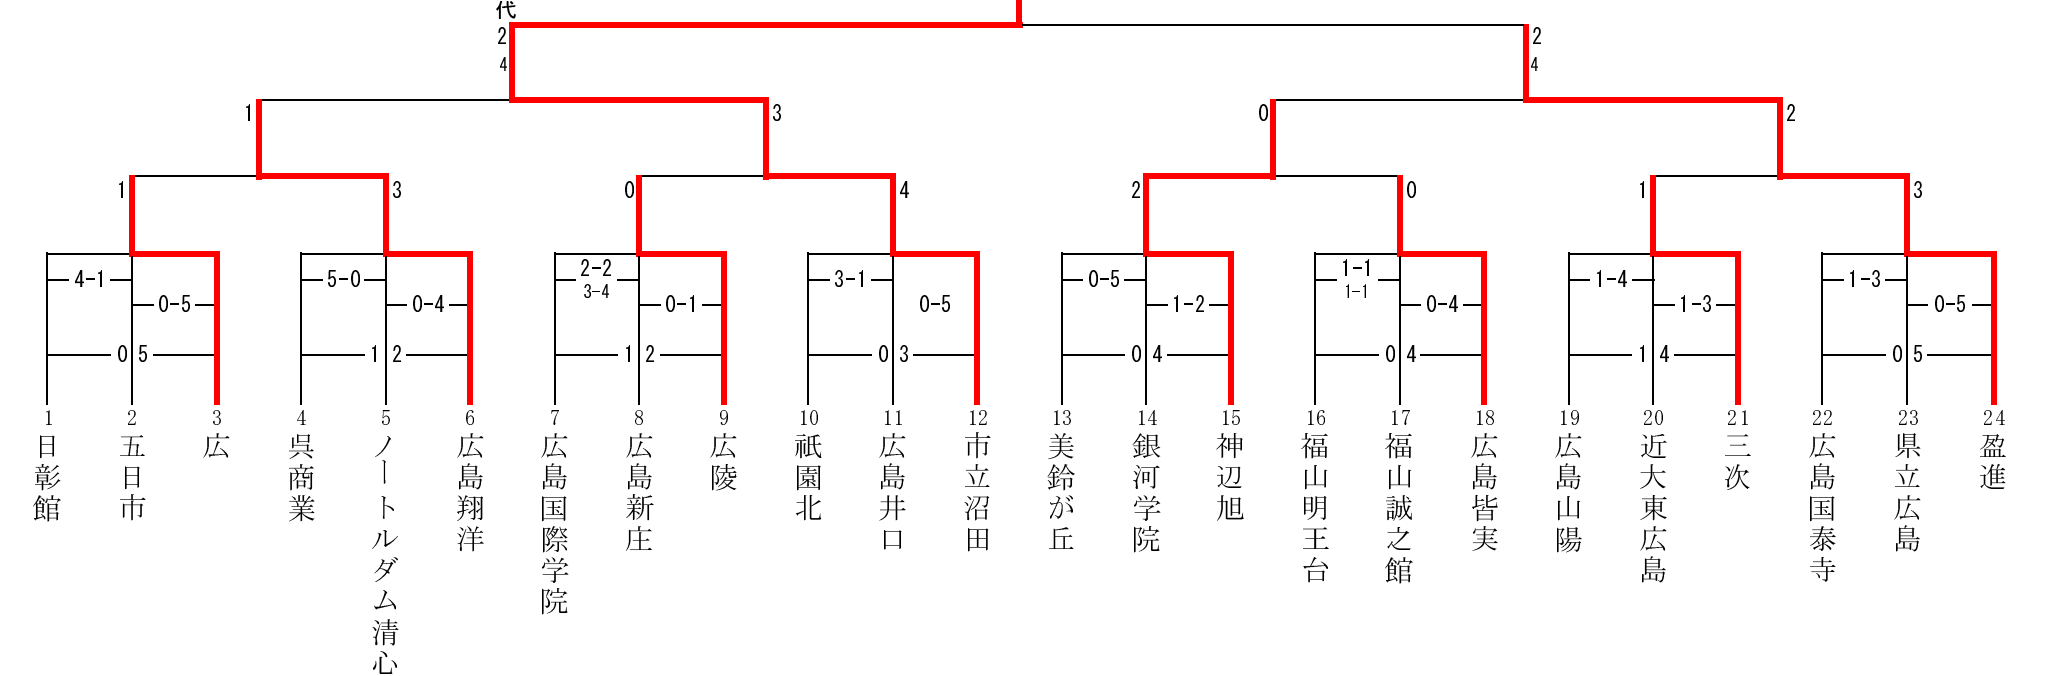 代
2 2
4 4
1 3 0 2
1 3 0 4 2 0 1 3
4-1 5-0 2-2 3-1 0-5 1-1 1-4 1-3
3-4 1-1
0-5 0-4 0-1 0-5 1-2 0-4 1-3 0-5
0 5 1 2 1 2 0 3 0 4 0 4 1 4 0 5
1 2 3 4 5 6 7 8 9 10 11 12 13 14 15 16 17 18 19 20 21 22 23 24
日彰館
五日市
広
呉商業
ノートルダム清心
広島翔洋
広島国際学院
広島新庄
広陵
祇園北
広島井口
市立沼田
美鈴が丘
銀河学院
神辺旭
福山明王台
福山誠之館
広島皆実
広島山陽
近大東広島
三次
広島国泰寺
県立広島
盈進